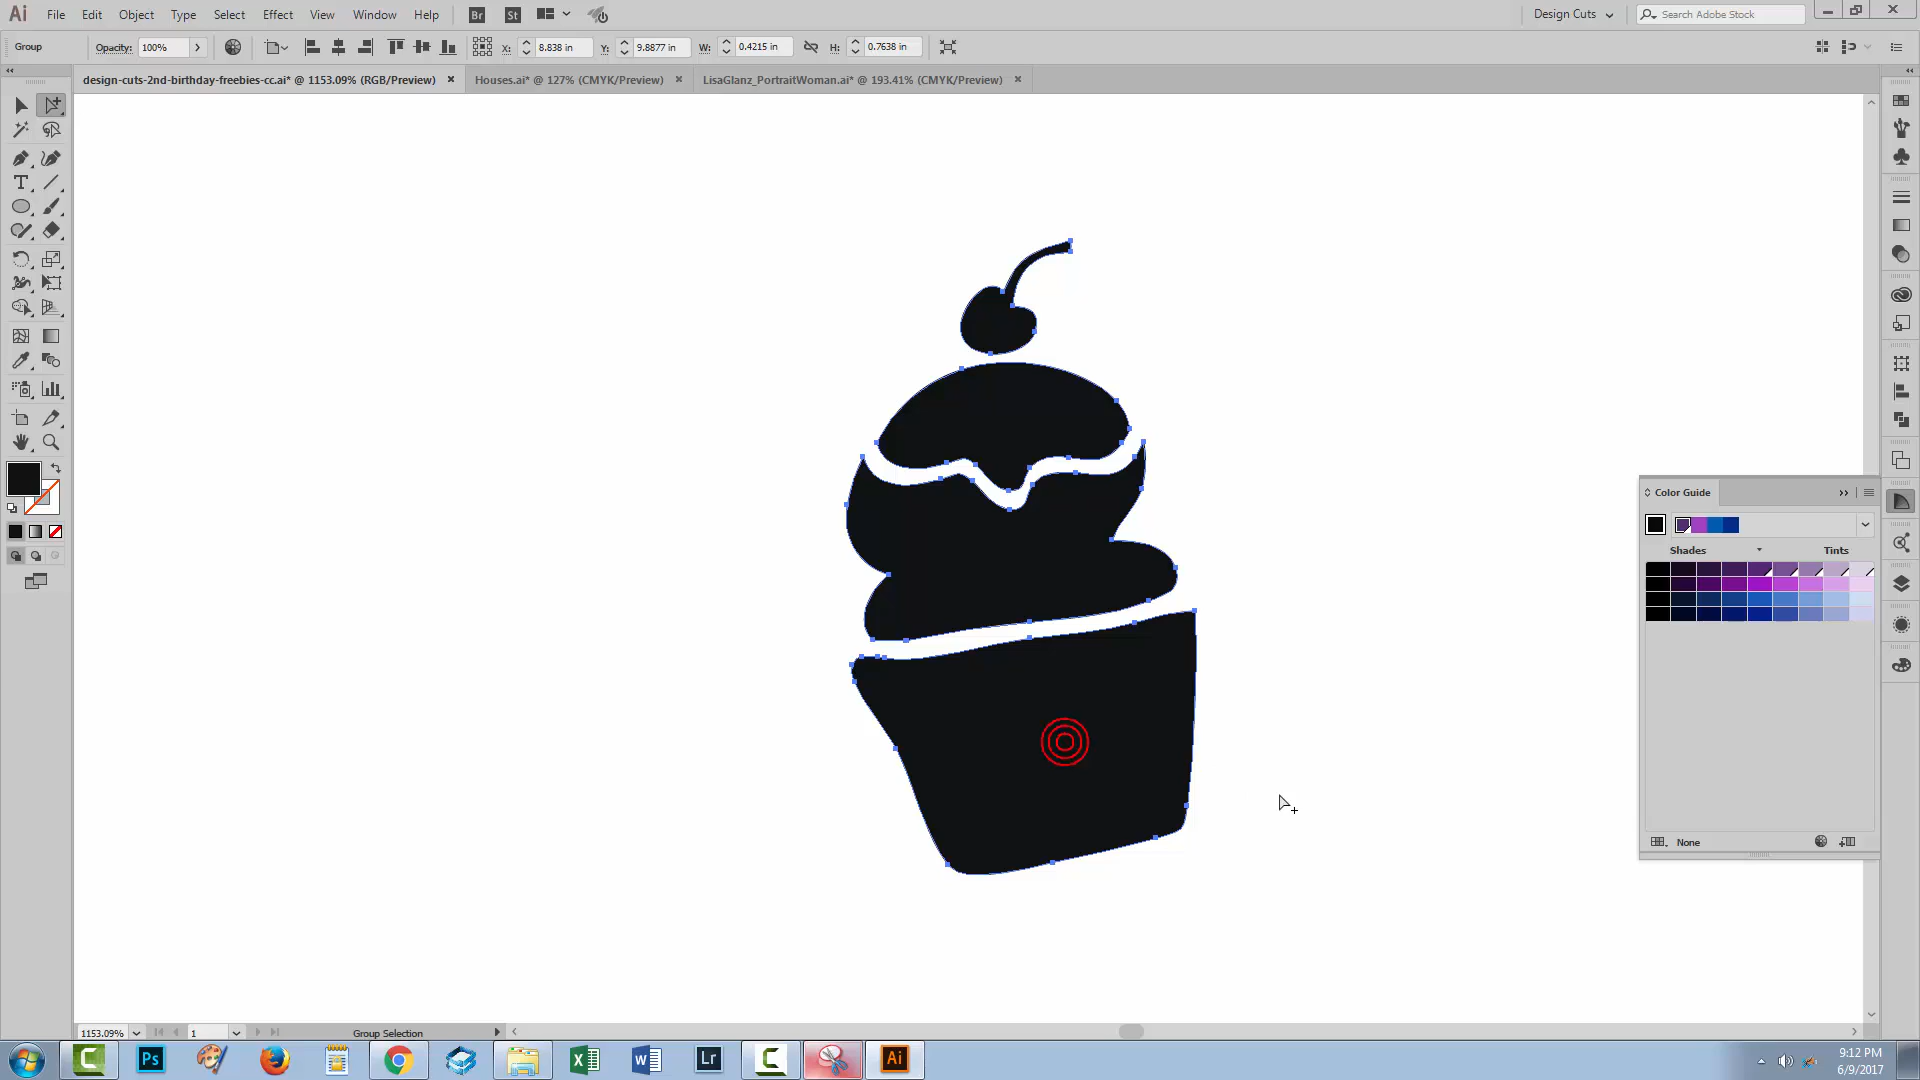 Ai File Edit Object Type Select Effect View Window Help Br St Design Cuts Search Adobe Stock
Group Opacity: 100% X: 8.838 in Y: 9.8877 in W: 0.4215 in H: 0.7638 in
design-cuts-2nd-birthday-freebies-cc.ai* @ 1153.09% (RGB/Preview) Houses.ai* @ 127% (CMYK/Preview) LisaGlanz_PortraitWoman.ai* @ 193.41% (CMYK/Preview)
Color Guide
Shades Tints
None
1153.09% 1 Group Selection
Ps Lr Ai
9:12 PM
6/9/2017